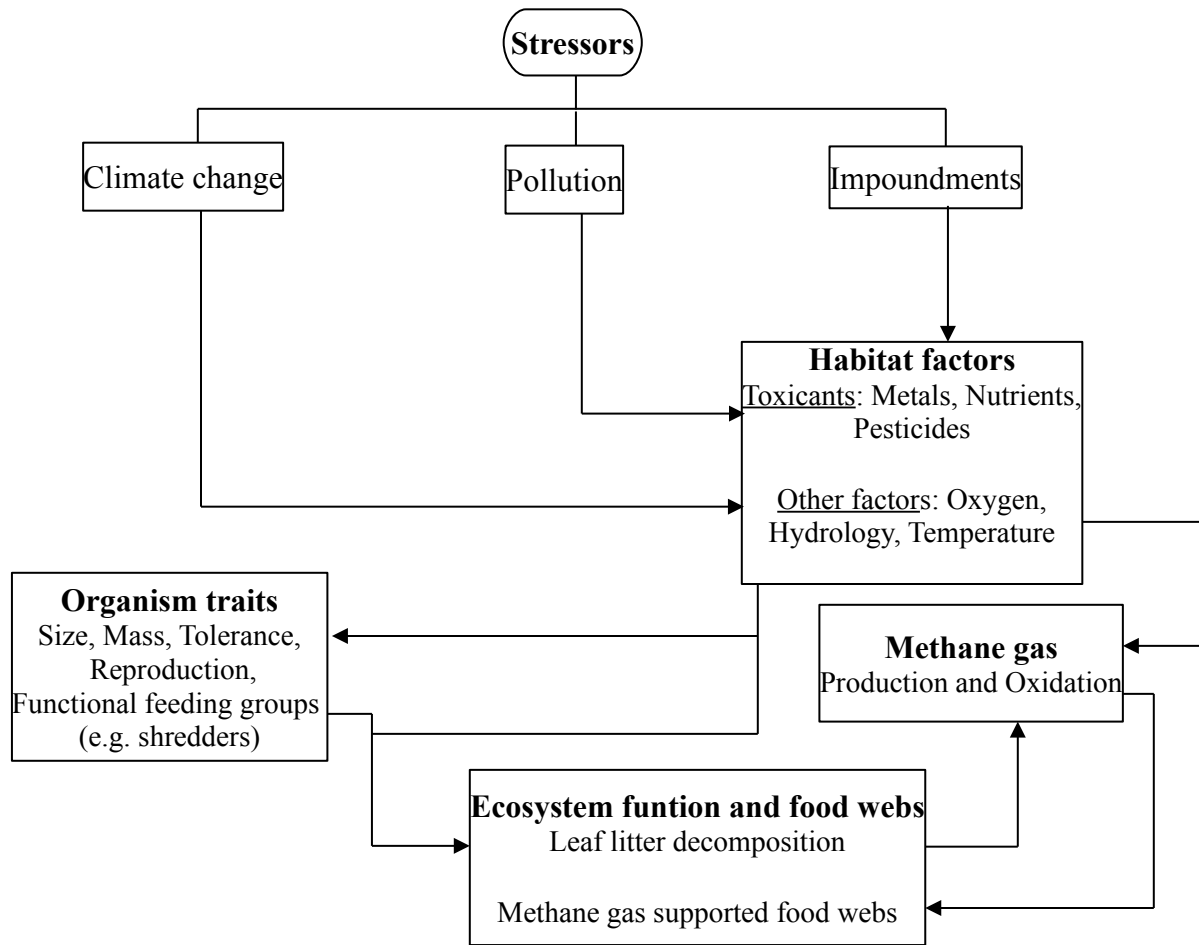 Stressors
Climate change
Pollution
Impoundments
Habitat factors
Toxicants: Metals, Nutrients,
Pesticides
Other factors: Oxygen,
Hydrology, Temperature
Organism traits
Size, Mass, Tolerance,
Reproduction,
Functional feeding groups
(e.g. shredders)
Methane gas
Production and Oxidation
Ecosystem funtion and food webs
Leaf litter decomposition
Methane gas supported food webs